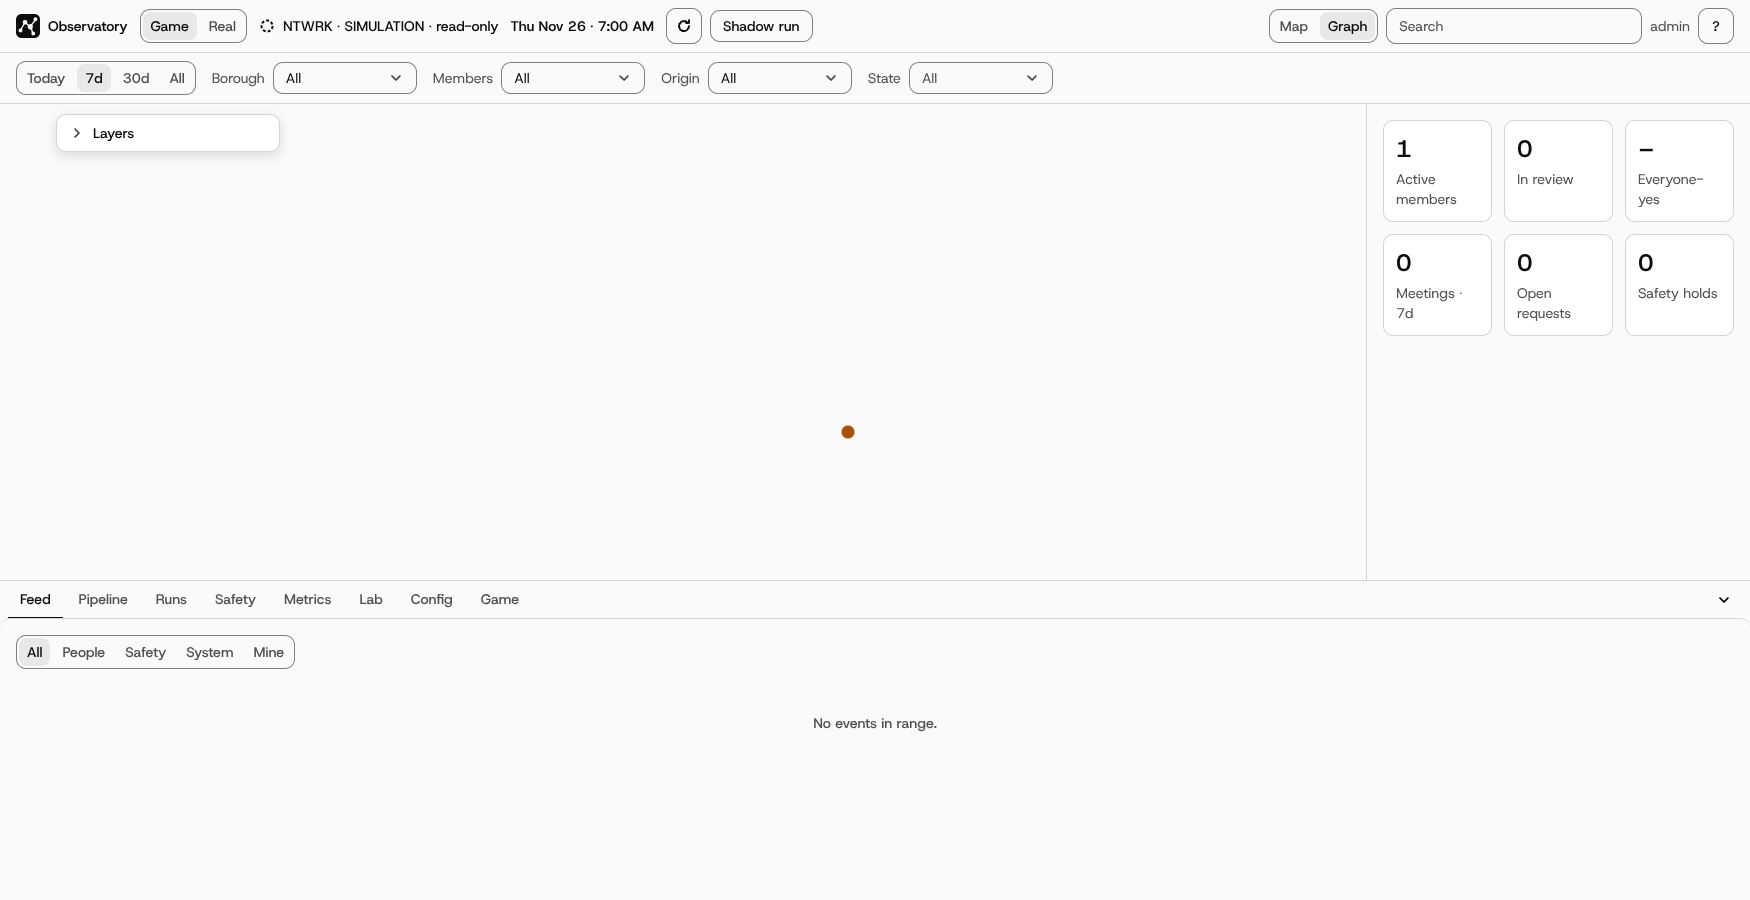 Observatory Game Real NTWRK · SIMULATION · read-only Thu Nov 26 · 7:00 AM Shadow run Map Graph Search admin ?
Today 7d 30d All Borough All Members All Origin All State All
Layers
1
Active
members
0
In review
–
Everyone-
yes
0
Meetings ·
7d
0
Open
requests
0
Safety holds
Feed Pipeline Runs Safety Metrics Lab Config Game
All People Safety System Mine
No events in range.